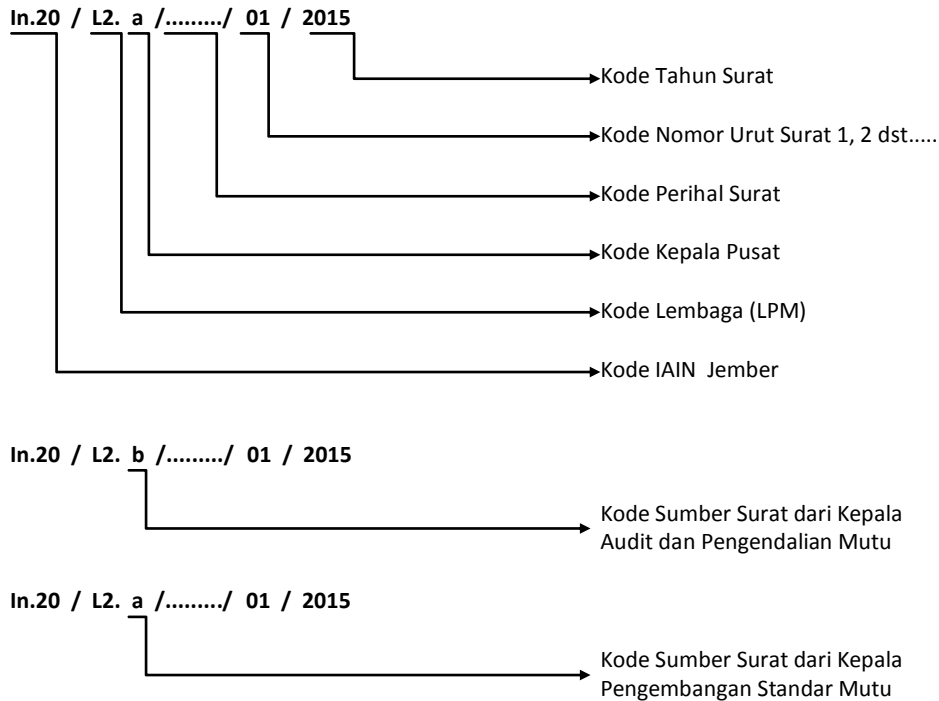 In.20 / L2. a /........./ 01 / 2015
Kode Tahun Surat
Kode Nomor Urut Surat 1, 2 dst.....
Kode Perihal Surat
Kode Kepala Pusat
Kode Lembaga (LPM)
Kode IAIN Jember
In.20 / L2. b /........./ 01 / 2015
Kode Sumber Surat dari Kepala
Audit dan Pengendalian Mutu
In.20 / L2. a /........./ 01 / 2015
Kode Sumber Surat dari Kepala
Pengembangan Standar Mutu